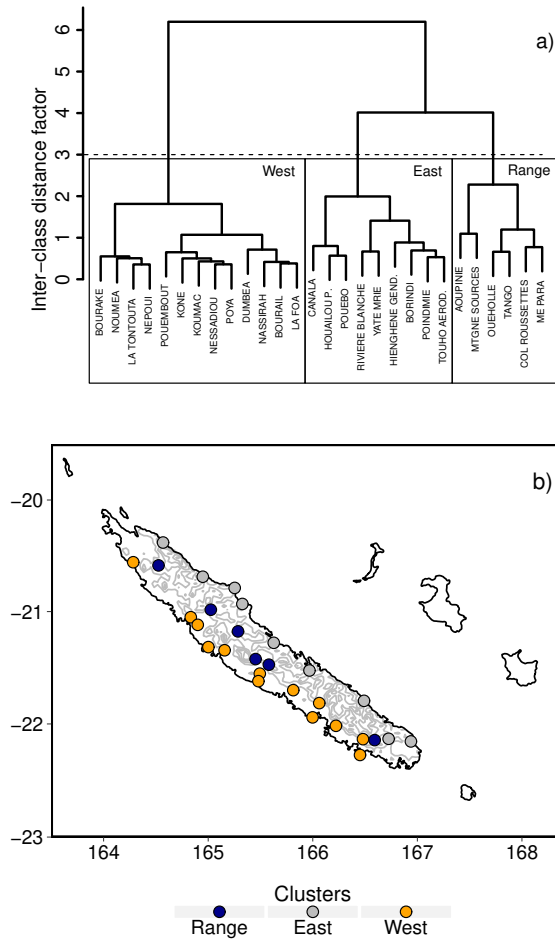 a)
Inter−class distance factor
6
5
4
3
2
1
0
West
East
Range
BOURAKE
NOUMEA
LA TONTOUTA
NEPOUI
POUEMBOUT
KONE
KOUMAC
NESSADIOU
POYA
DUMBEA
NASSIRAH
BOURAIL
LA FOA
CANALA
HOUAILOU P.
POUEBO
RIVIERE BLANCHE
YATE MRIE
HIENGHENE GEND.
BORINDI
POINDMIE
TOUHO AEROD.
AOUPINIE
MTGNE SOURCES
OUEHOLLE
TANGO
COL ROUSSETTES
ME PARA
b)
−20
−21
−22
−23
164 165 166 167 168
Clusters
Range East West